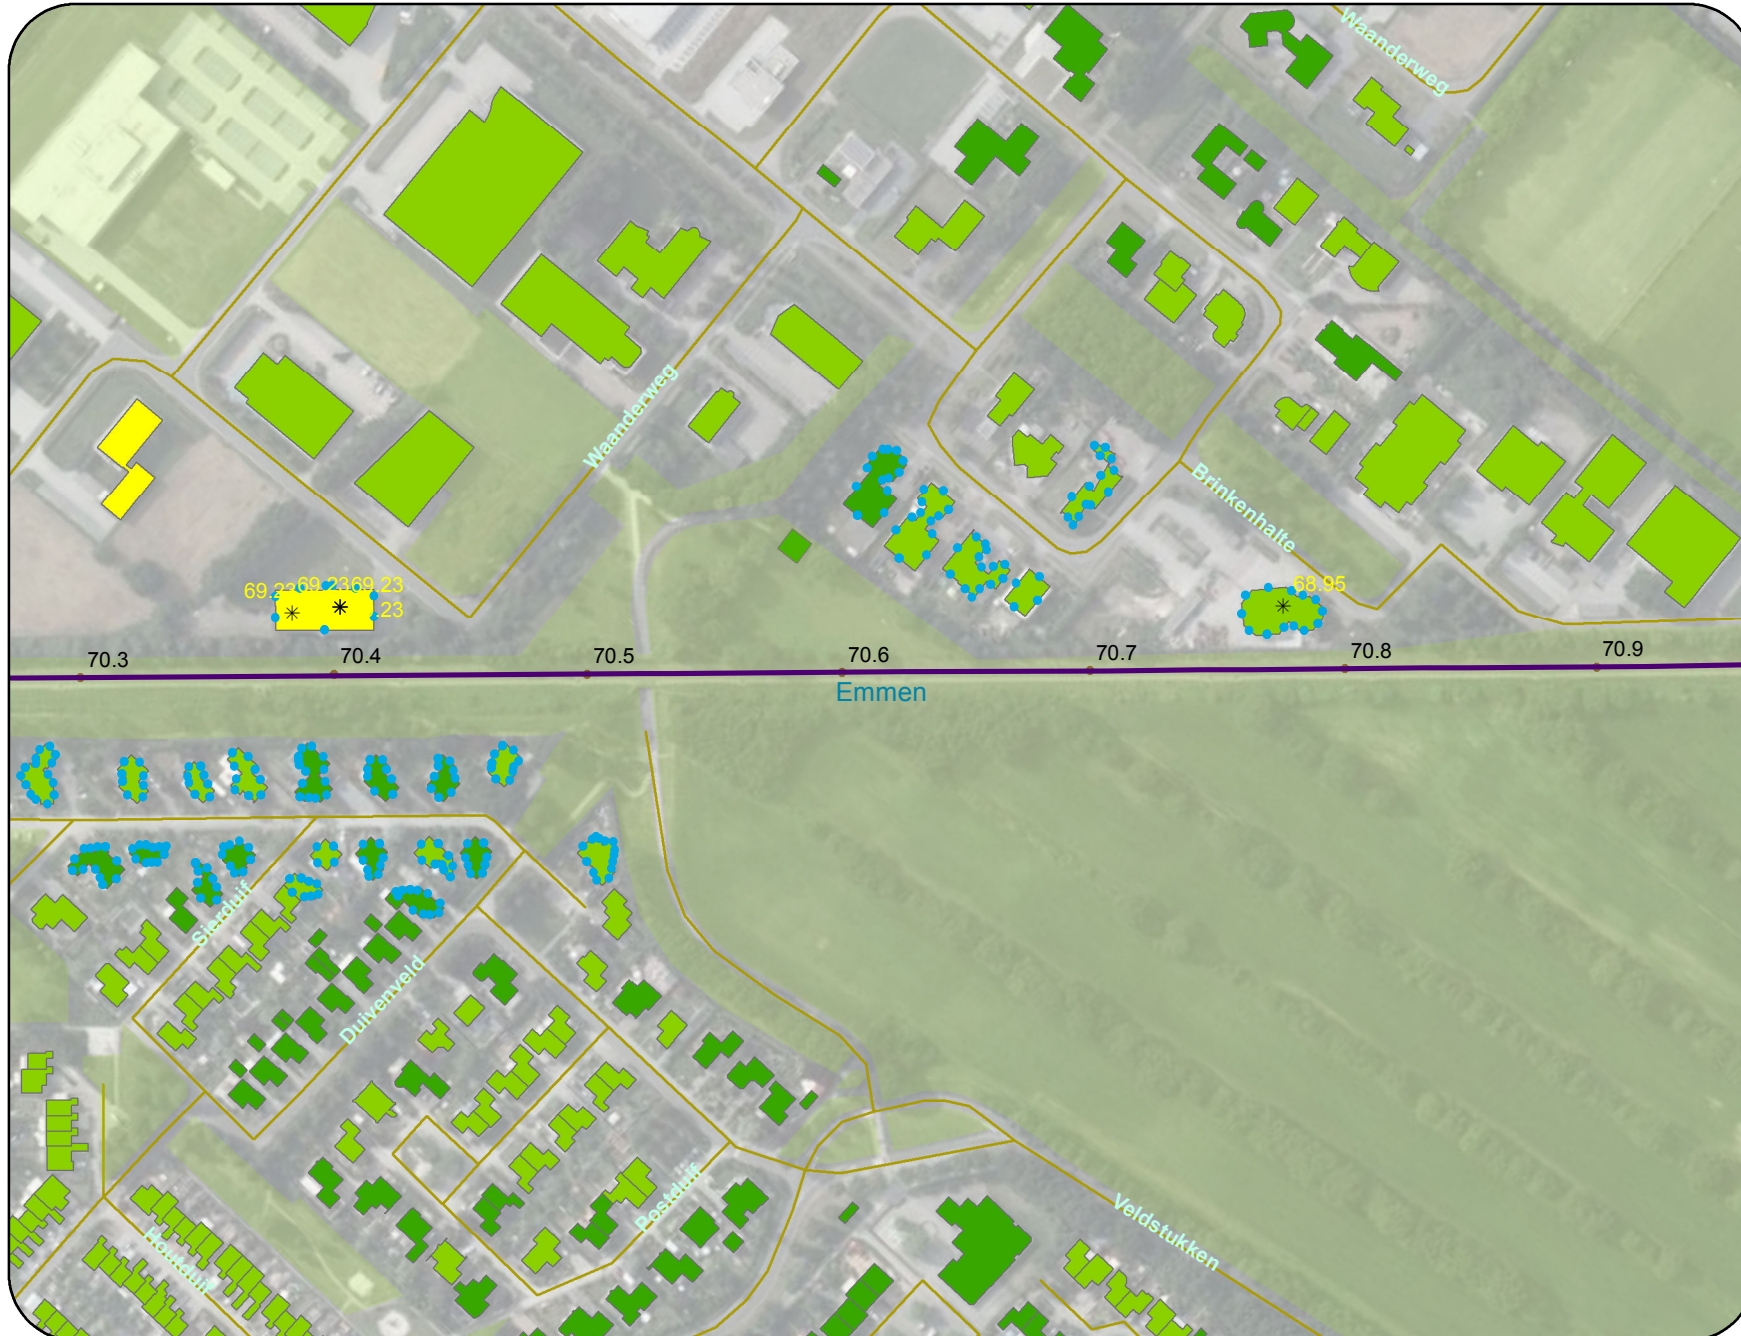 Waanderweg
Waanderweg
Brinkenhalte
69.23 69.23 69.23
.23
68.95
70.3
70.4
70.5
70.6
70.7
70.8
70.9
Emmen
Sierduif
Duivenveld
Postduif
Houtduif
Veldstukken